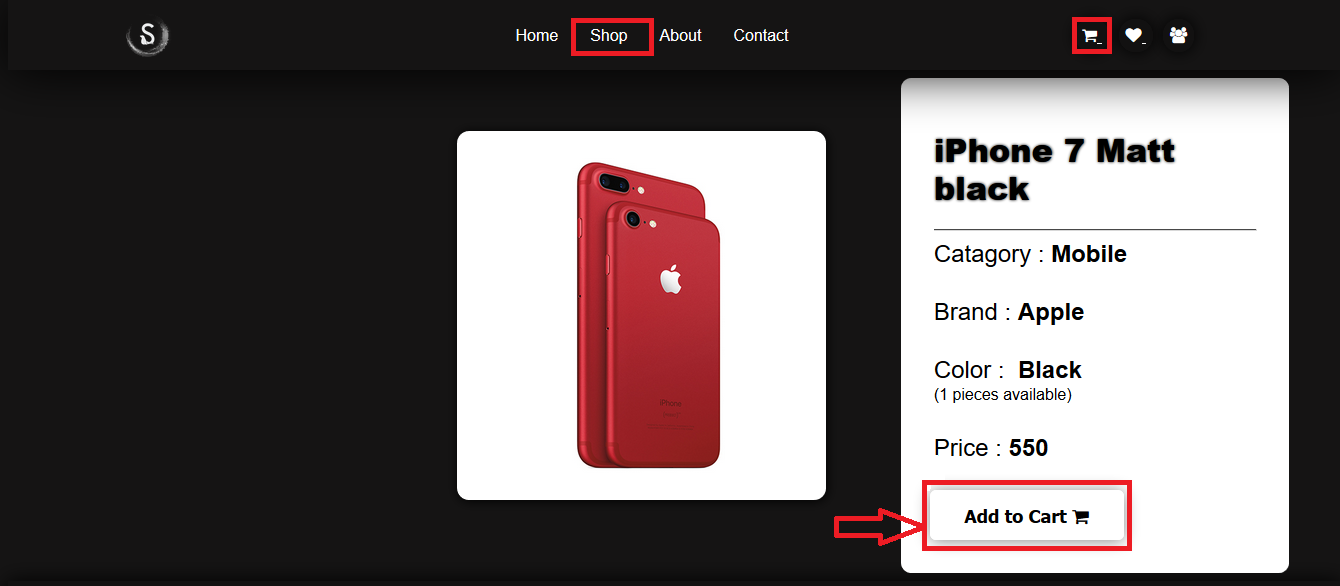 S
Home Shop About Contact
iPhone 7 Matt
black
Catagory : Mobile
Brand : Apple
Color : Black
(1 pieces available)
Price : 550
Add to Cart
iPhone